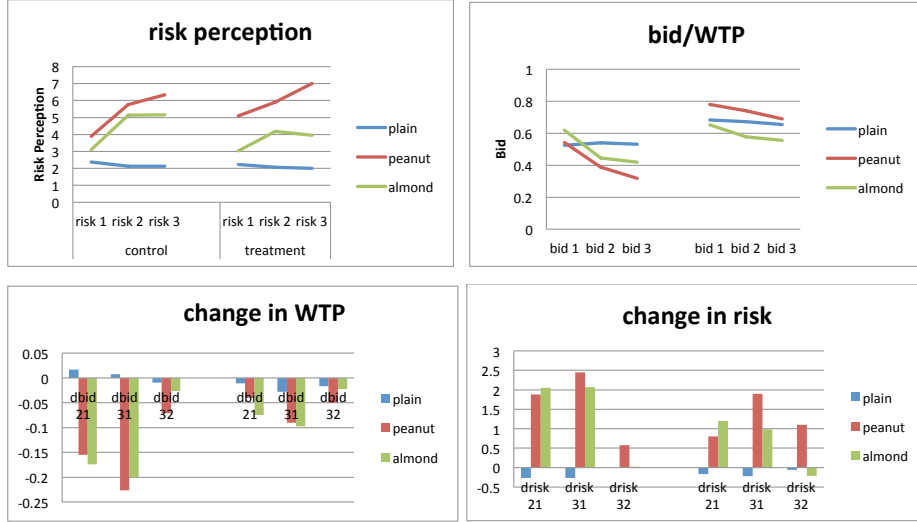 risk perception
Risk Perception
8
7
6
5
4
3
2
1
0
risk 1 risk 2 risk 3
risk 1 risk 2 risk 3
control
treatment
plain
peanut
almond
bid/WTP
Bid
1
0.8
0.6
0.4
0.2
0
bid 1 bid 2 bid 3
bid 1 bid 2 bid 3
plain
peanut
almond
change in WTP
0.05
0
-0.05
-0.1
-0.15
-0.2
-0.25
dbid 21
dbid 31
dbid 32
dbid 21
dbid 31
dbid 32
plain
peanut
almond
change in risk
3
2.5
2
1.5
1
0.5
0
-0.5
drisk 21
drisk 31
drisk 32
drisk 21
drisk 31
drisk 32
plain
peanut
almond